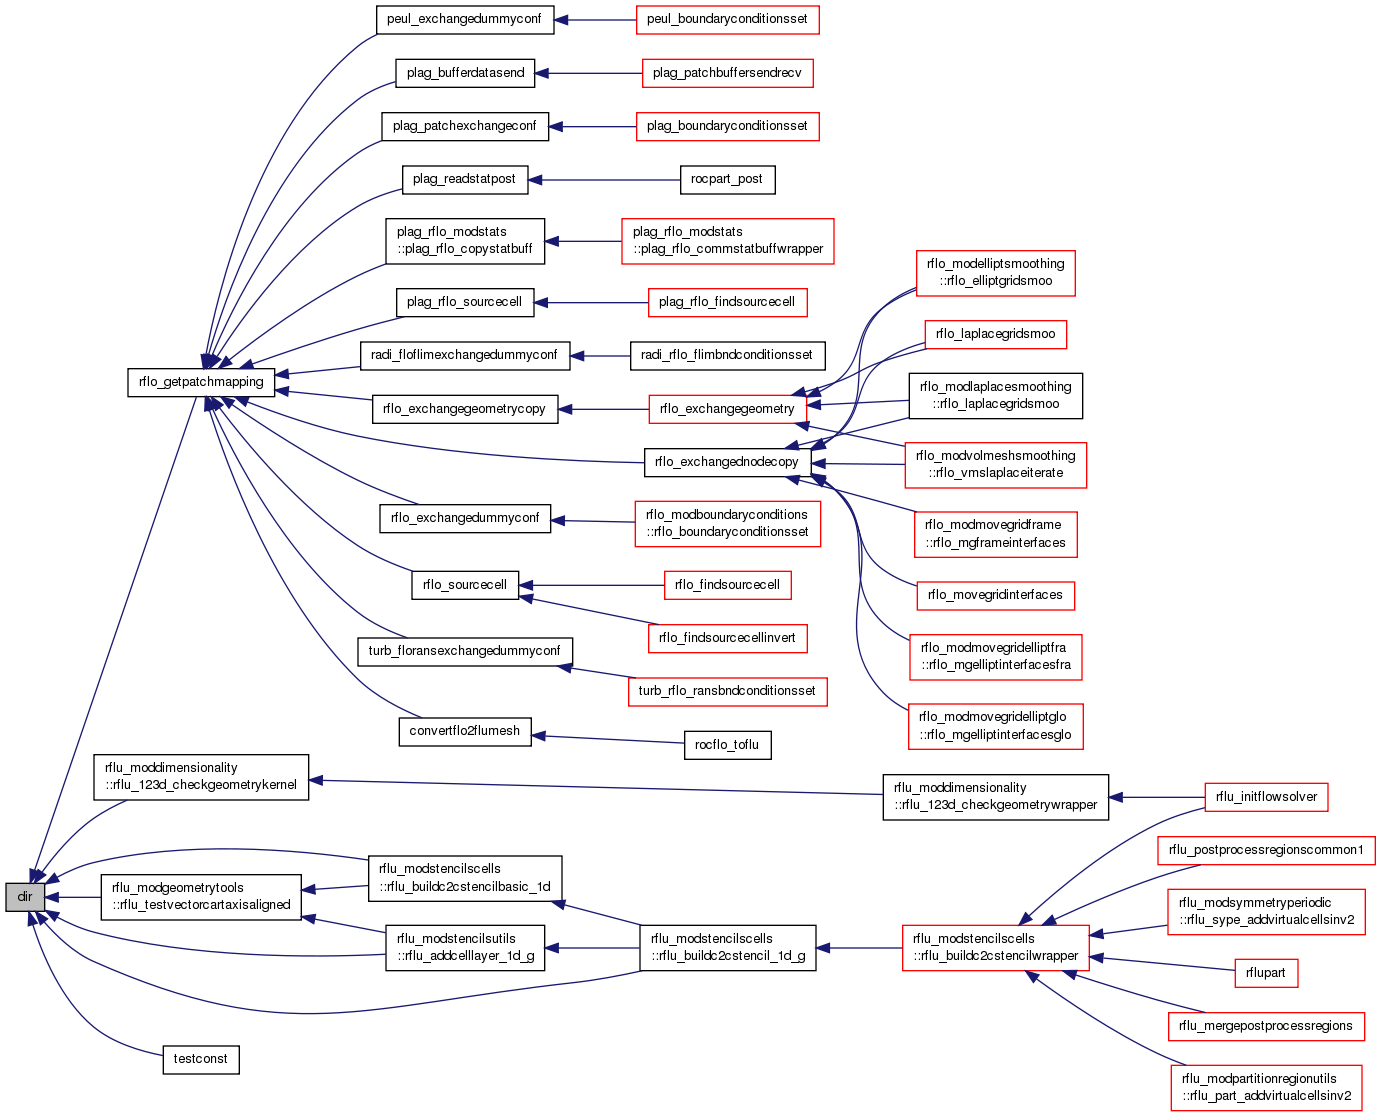 peul_exchangedummyconf
peul_boundaryconditionsset
plag_bufferdatasend
plag_patchbuffersendrecv
plag_patchexchangeconf
plag_boundaryconditionsset
plag_readstatpost
rocpart_post
plag_rflo_modstats
::plag_rflo_copystatbuff
plag_rflo_modstats
::plag_rflo_commstatbuffwrapper
plag_rflo_sourcecell
plag_rflo_findsourcecell
rflo_modelliptsmoothing
::rflo_elliptgridsmoo
rflo_laplacegridsmoo
radi_floflimexchangedummyconf
radi_rflo_flimbndconditionsset
rflo_getpatchmapping
rflo_exchangegeometrycopy
rflo_exchangegeometry
rflo_modlaplacesmoothing
::rflo_laplacegridsmoo
rflo_exchangednodecopy
rflo_modvolmeshsmoothing
::rflo_vmslaplaceiterate
rflo_exchangedummyconf
rflo_modboundaryconditions
::rflo_boundaryconditionsset
rflo_modmovegridframe
::rflo_mgframeinterfaces
rflo_sourcecell
rflo_findsourcecell
rflo_movegridinterfaces
rflo_findsourcecellinvert
turb_floransexchangedummyconf
rflo_modmovegridelliptfra
::rflo_mgelliptinterfacesfra
turb_rflo_ransbndconditionsset
convertflo2flumesh
rocflo_toflu
rflo_modmovegridelliptglo
::rflo_mgelliptinterfacesglo
rflu_moddimensionality
::rflu_123d_checkgeometrykernel
rflu_moddimensionality
::rflu_123d_checkgeometrywrapper
rflu_initflowsolver
rflu_postprocessregionscommon1
dir
rflu_modstencilscells
::rflu_buildc2cstencilbasic_1d
rflu_modgeometrytools
::rflu_testvectorcartaxisaligned
rflu_modsymmetryperiodic
::rflu_sype_addvirtualcellsinv2
rflu_modstencilsutils
::rflu_addcelllayer_1d_g
rflu_modstencilscells
::rflu_buildc2cstencil_1d_g
rflu_modstencilscells
::rflu_buildc2cstencilwrapper
rflupart
rflu_mergepostprocessregions
testconst
rflu_modpartitionregionutils
::rflu_part_addvirtualcellsinv2